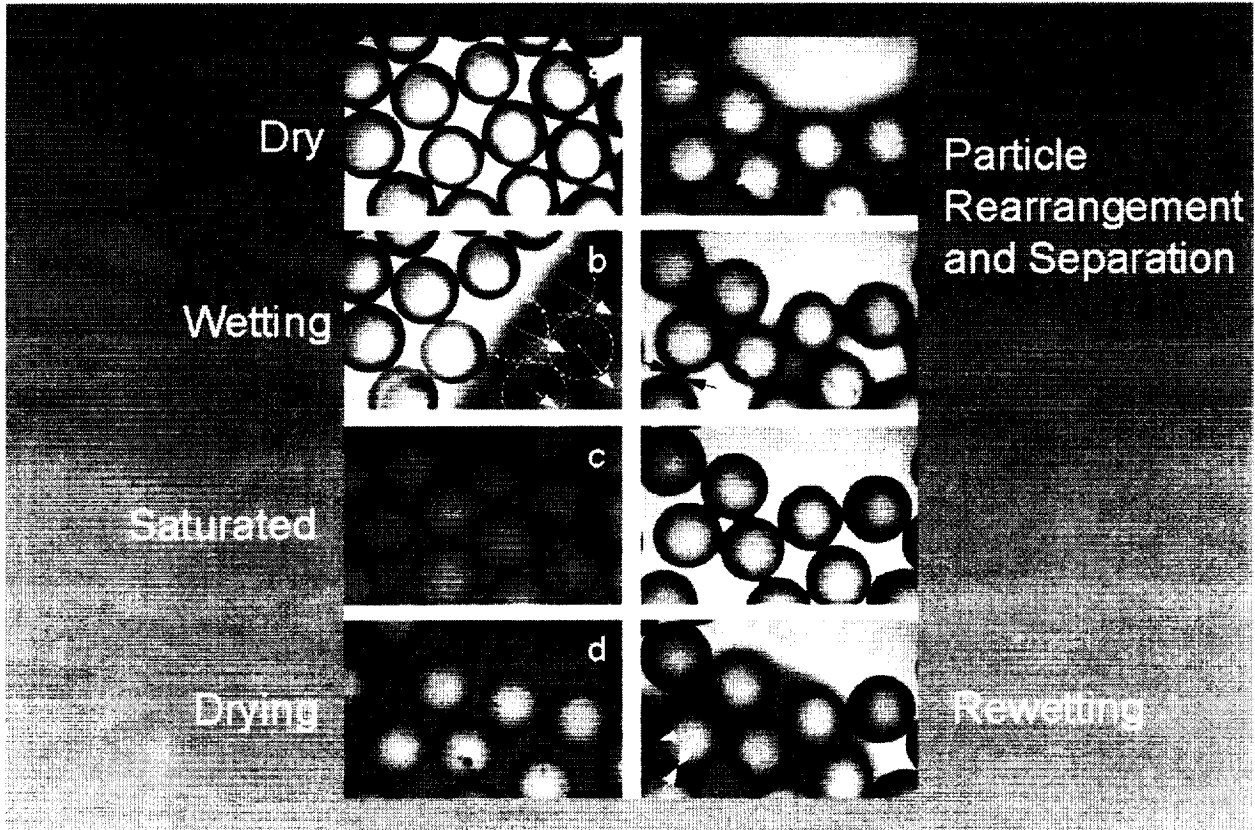 Dry
Particle
Rearrangement
and Separation
b
Wetting
c
Saturated
d
Drying
Rewetting